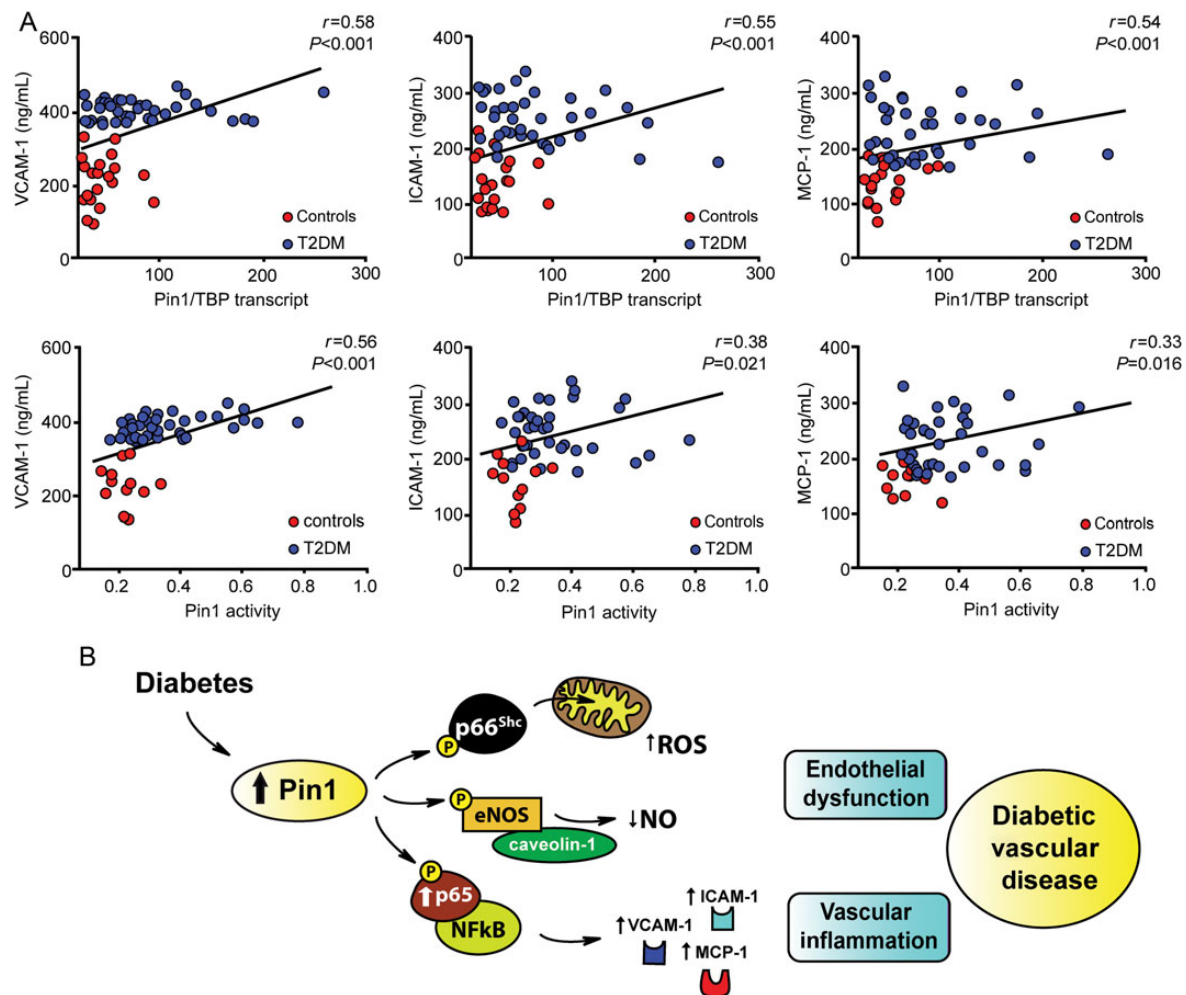 A
r=0.58
P<0.001
600
400
200
0
VCAM-1 (ng/mL)
Controls
T2DM
100 200 300
Pin1/TBP transcript
r=0.55
P<0.001
400
300
200
100
0
ICAM-1 (ng/mL)
Controls
T2DM
100 200 300
Pin1/TBP transcript
r=0.54
P<0.001
400
300
200
100
0
MCP-1 (ng/mL)
Controls
T2DM
100 200 300
Pin1/TBP transcript
r=0.56
P<0.001
600
400
200
0
VCAM-1 (ng/mL)
controls
T2DM
0.2 0.4 0.6 0.8 1.0
Pin1 activity
r=0.38
P=0.021
400
300
200
100
0
ICAM-1 (ng/mL)
Controls
T2DM
0.2 0.4 0.6 0.8 1.0
Pin1 activity
r=0.33
P=0.016
400
300
200
100
0
MCP-1 (ng/mL)
Controls
T2DM
0.2 0.4 0.6 0.8 1.0
Pin1 activity
B
Diabetes
↑ Pin1
p66Shc
P
↑ROS
P
eNOS
caveolin-1
↓NO
P
↑p65
NFkB
↑ICAM-1
↑VCAM-1
↑MCP-1
Endothelial
dysfunction
Vascular
inflammation
Diabetic
vascular
disease